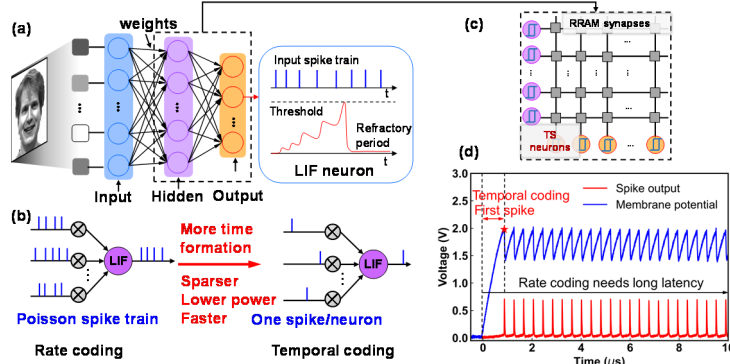 (a)
weights
Input
Hidden
Output
Input spike train
t
Threshold
Refractory
period
t
LIF neuron
(b)
LIF
Poisson spike train
Rate coding
More time
formation
Sparser
Lower power
Faster
LIF
One spike/neuron
Temporal coding
(c)
RRAM synapses
TS
neurons
(d)
Temporal coding
First spike
Spike output
Membrane potential
Rate coding needs long latency
Voltage (V)
3.0
2.5
2.0
1.5
1.0
0.5
0.0
0 2 4 6 8 10
Time (μs)